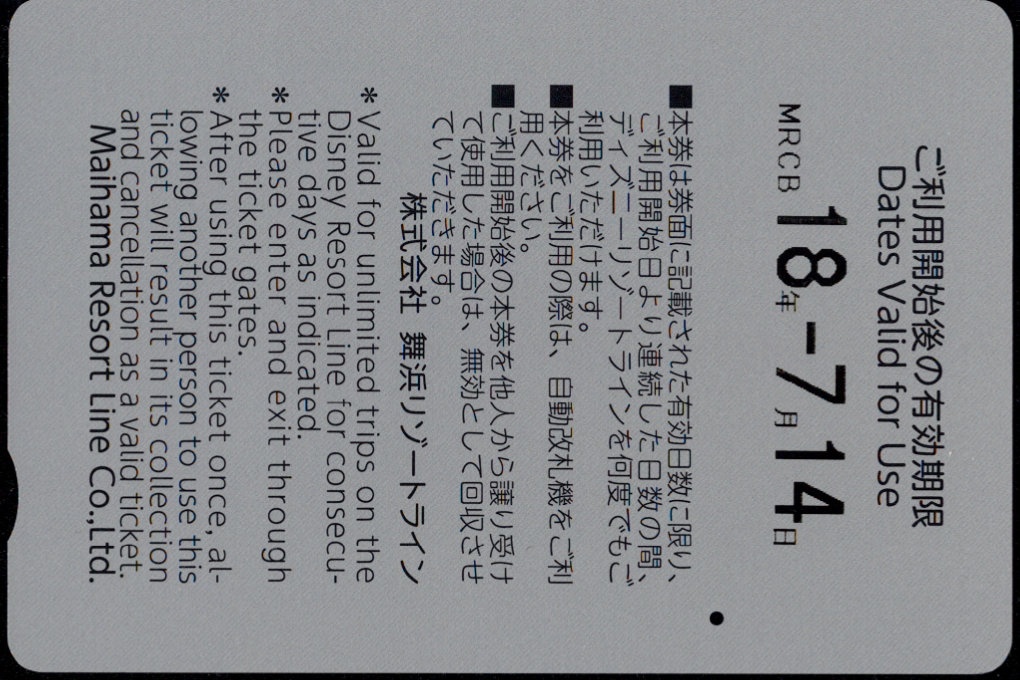 ご利用開始後の有効期限
Dates Valid for Use
MRCB 18年-7月14日
■本券は券面に記載された有効日数に限り、
ご利用開始日より連続した日数の間、
ディズニーリゾートラインを何度でもご
利用いただけます。
■本券をご利用の際は、自動改札機をご利
用ください。
■ご利用開始後の本券を他人から譲り受け
て使用した場合は、無効として回収させ
ていただきます。
株式会社 舞浜リゾートライン
*Valid for unlimited trips on the
Disney Resort Line for consecu-
tive days as indicated.
*Please enter and exit through
the ticket gates.
*After using this ticket once, al-
lowing another person to use this
ticket will result in its collection
and cancellation as a valid ticket.
Maihama Resort Line Co.,Ltd.